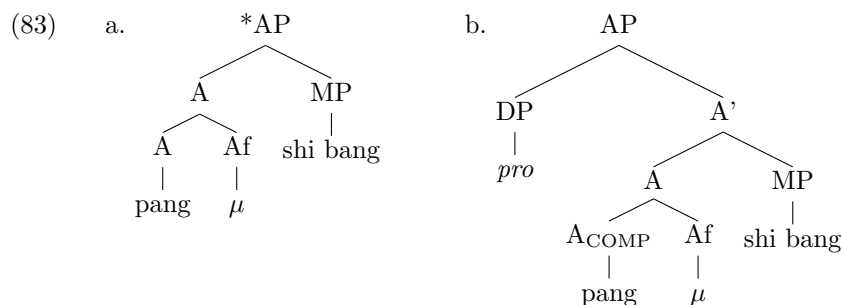 (83) a. *AP b. AP
A MP DP A’
A Af shi bang pro A MP
pang μ A_COMP Af shi bang
pang μ